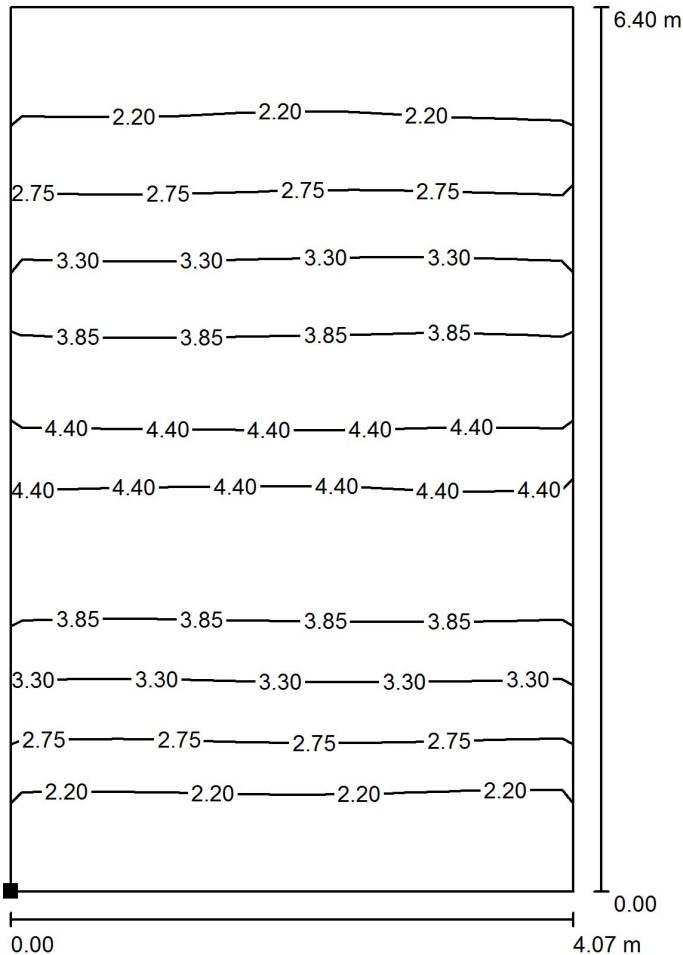 6.40 m
2.20 2.20 2.20
2.75 2.75 2.75 2.75
3.30 3.30 3.30 3.30
3.85 3.85 3.85 3.85
4.40 4.40 4.40 4.40 4.40
4.40 4.40 4.40 4.40 4.40 4.40
3.85 3.85 3.85 3.85
3.30 3.30 3.30 3.30 3.30
2.75 2.75 2.75 2.75
2.20 2.20 2.20 2.20
0.00
0.00 4.07 m